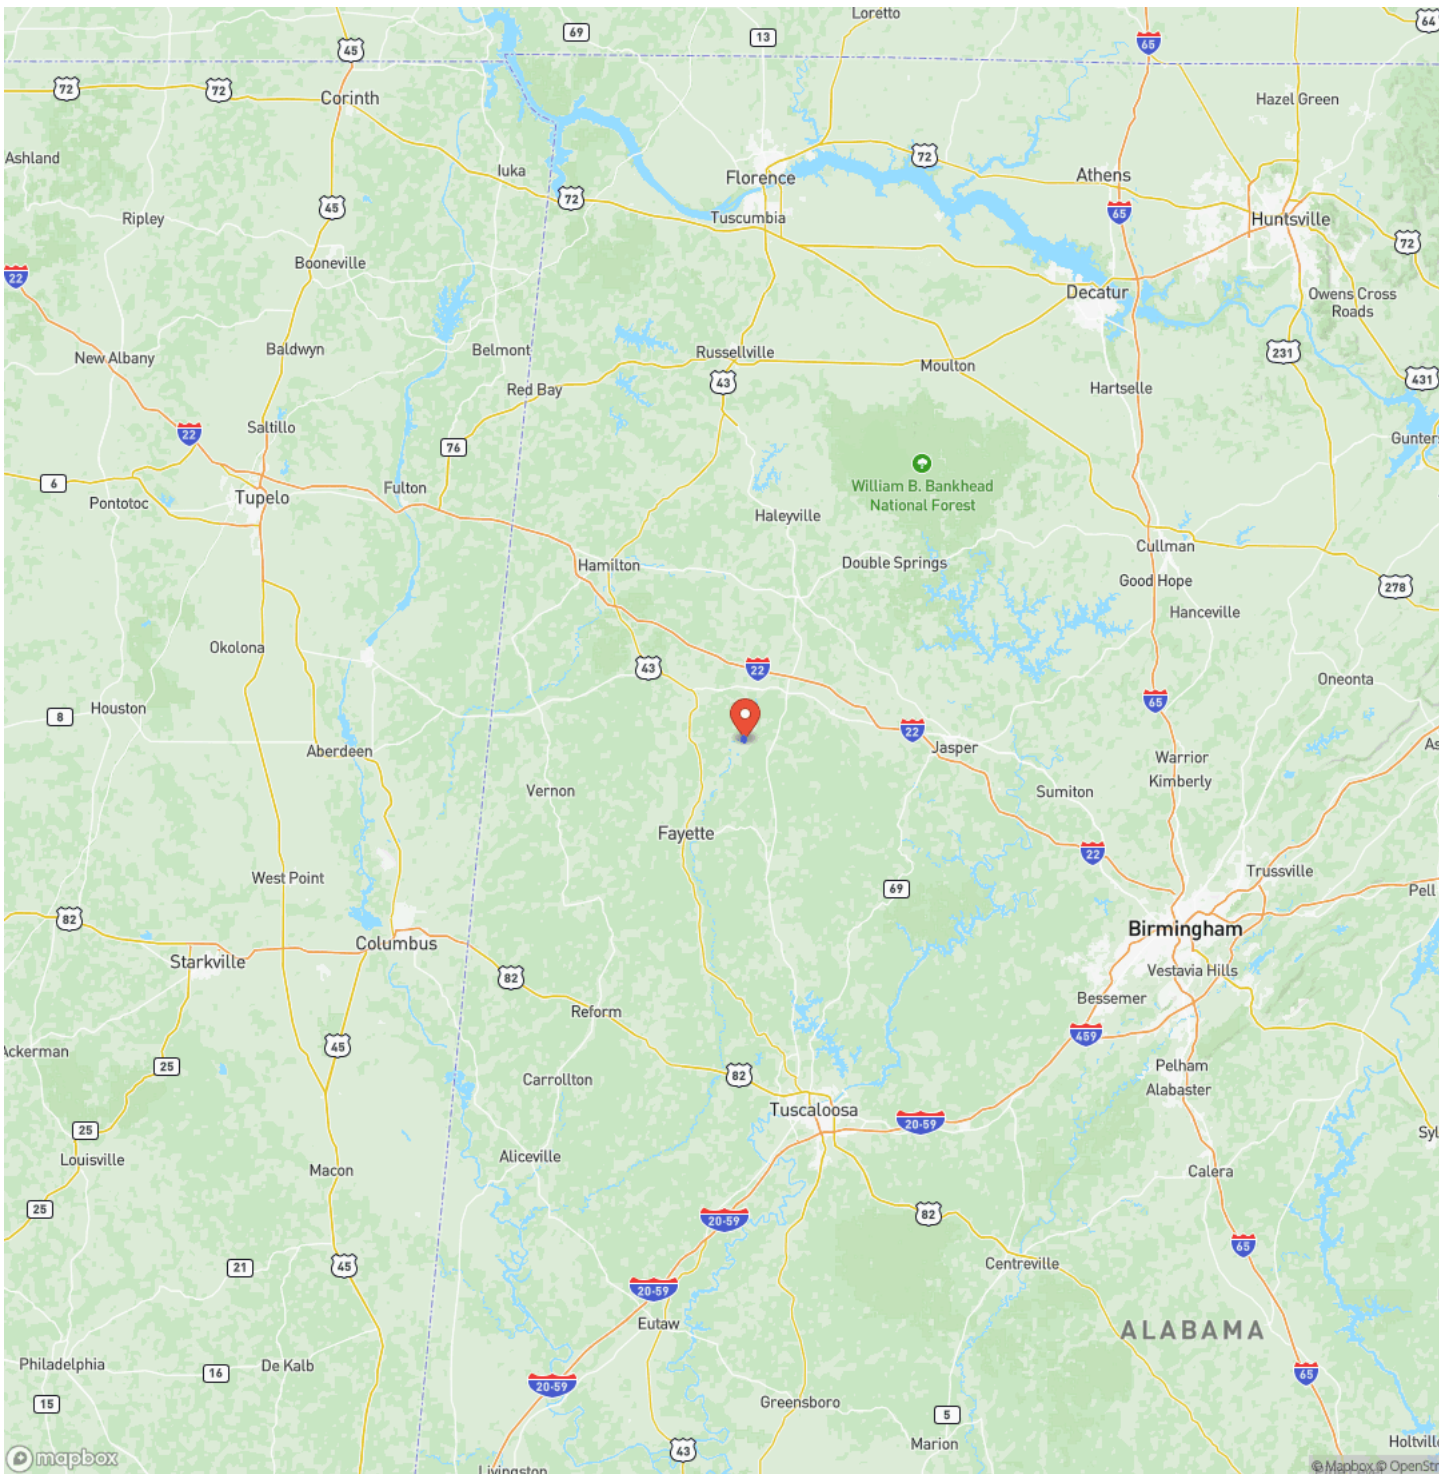 Loretto
69
13
64
45
65
72
72
Corinth
Hazel Green
Ashland
Iuka
72
Florence
72
Athens
Ripley
45
Tuscumbia
65
Huntsville
72
22
Booneville
Decatur
Owens Cross
Roads
New Albany
Baldwyn
Belmont
Russellville
Moulton
231
Red Bay
43
Hartselle
431
Saltillo
22
76
Gunters
6
William B. Bankhead
National Forest
Pontotoc
Tupelo
Fulton
Haleyville
Cullman
Hamilton
Double Springs
Good Hope
278
Hanceville
Okolona
43
22
Oneonta
Houston
8
65
Aberdeen
22
Jasper
As
Warrior
Kimberly
Vernon
Sumiton
Fayette
22
West Point
69
Trussville
Pell
82
Columbus
Birmingham
Starkville
82
Vestavia Hills
Bessemer
Reform
459
45
Ackerman
25
82
Carrollton
Pelham
Alabaster
Tuscaloosa
20-59
25
Syl
Louisville
Macon
Aliceville
Calera
25
20-59
82
65
21
45
Centreville
20-59
Eutaw
ALABAMA
Philadelphia
16
De Kalb
65
20-59
15
Greensboro
5
Marion
43
Holtville
mapbox
Livingston
© Mapbox © OpenStr